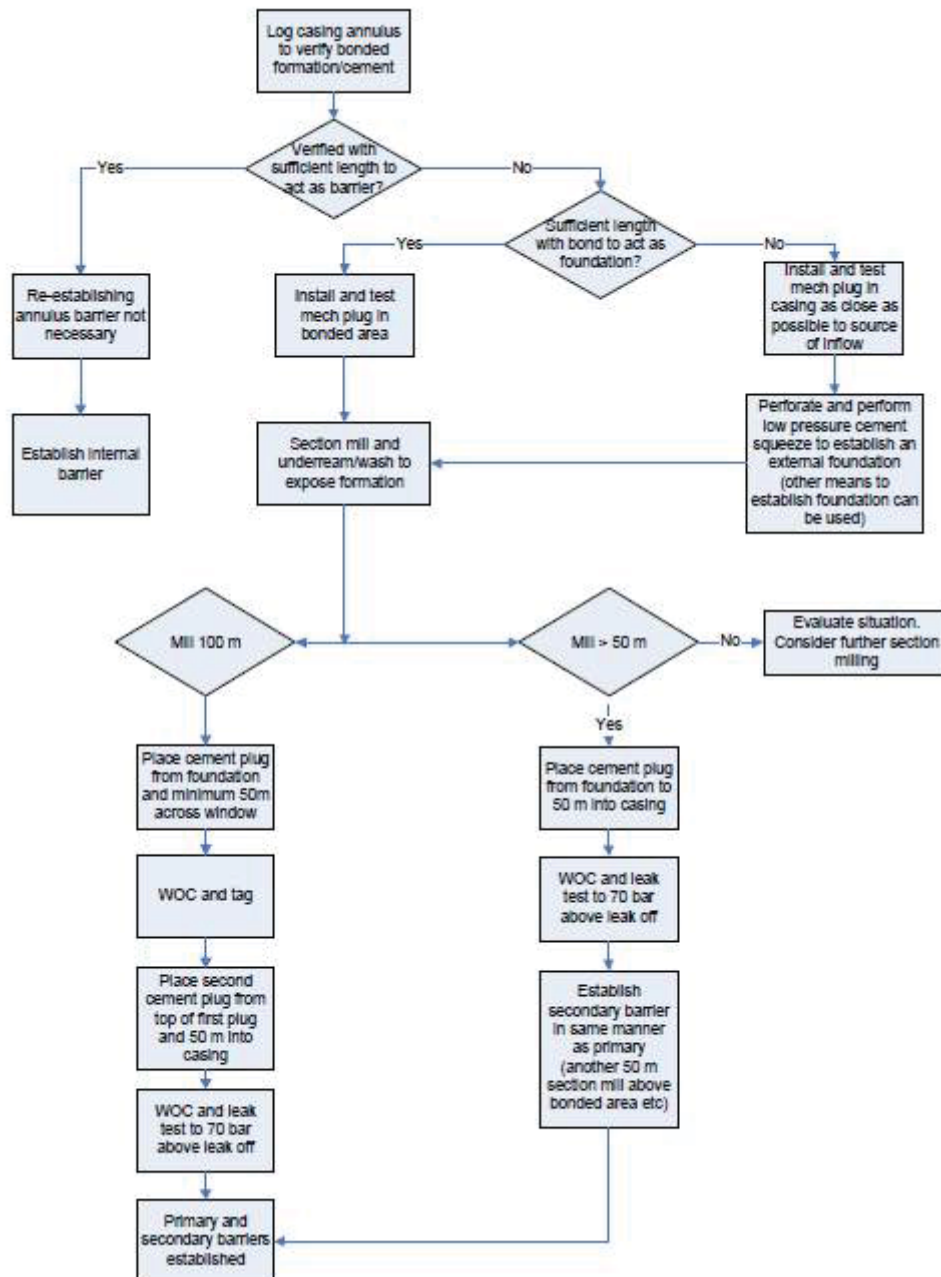 Log casing annulus
to verify bonded
formation/cement
Verified with
sufficient length to
act as barrier?
Yes
No
Sufficient length
with bond to act as
foundation?
Yes
No
Re-establishing
annulus barrier not
necessary
Install and test
mech plug in
bonded area
Install and test
mech plug in
casing as close as
possible to source
of inflow
Establish internal
barrier
Section mill and
underream/wash to
expose formation
Perforate and perform
low pressure cement
squeeze to establish an
external foundation
(other means to
establish foundation can
be used)
Mill 100 m
Mill > 50 m
No
Evaluate situation.
Consider further section
milling
Yes
Place cement plug
from foundation
and minimum 50m
across window
Place cement plug
from foundation to
50 m into casing
WOC and tag
WOC and leak
test to 70 bar
above leak off
Place second
cement plug from
top of first plug
and 50 m into
casing
Establish
secondary barrier
in same manner
as primary
(another 50 m
section mill above
bonded area etc)
WOC and leak
test to 70 bar
above leak off
Primary and
secondary barriers
established